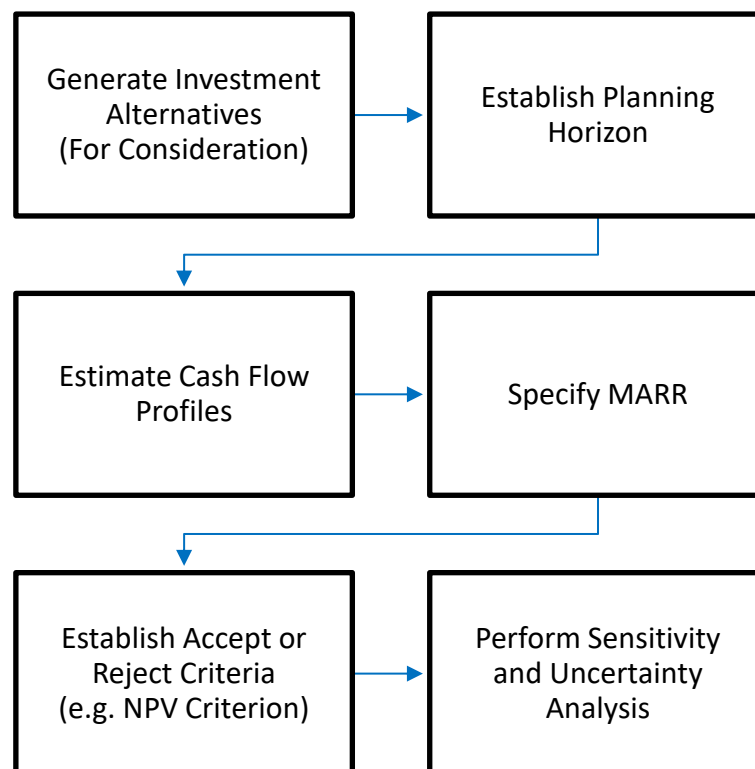 Generate Investment
Alternatives
(For Consideration)
Establish Planning
Horizon
Estimate Cash Flow
Profiles
Specify MARR
Establish Accept or
Reject Criteria
(e.g. NPV Criterion)
Perform Sensitivity
and Uncertainty
Analysis